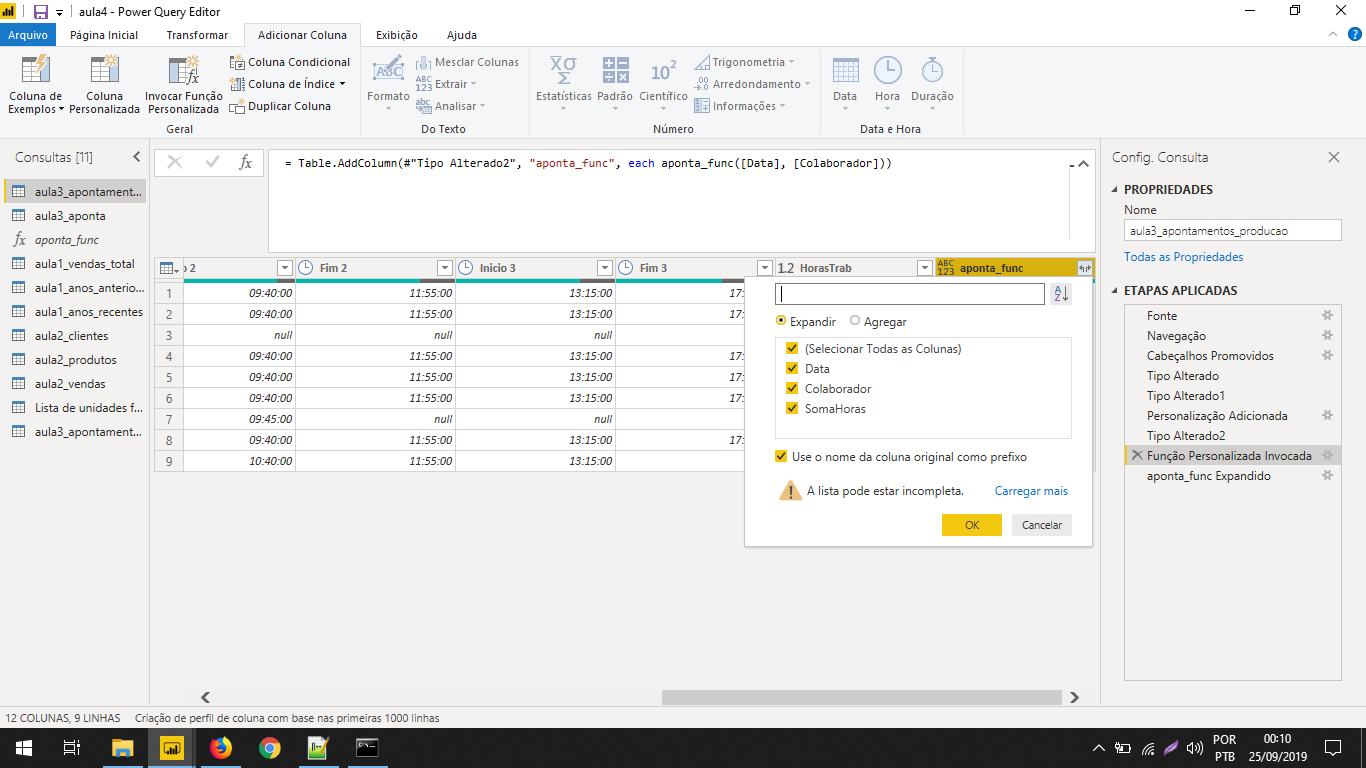 aula4 - Power Query Editor
Arquivo Página Inicial Transformar Adicionar Coluna Exibição Ajuda
Coluna de Exemplos
Coluna Personalizada
Invocar Função Personalizada
Coluna Condicional
Coluna de Índice
Duplicar Coluna
Geral
ABC
Formato
Mesclar Colunas
ABC 123 Extrair
abc Analisar
Do Texto
XΟ Σ
Estatísticas
Padrão
10²
Científico
Trigonometria
.00 Arredondamento
Informações
Número
Data
Hora
Duração
Data e Hora
Consultas [11]
aula3_apontament...
aula3_aponta
fx aponta_func
aula1_vendas_total
aula1_anos_anterio...
aula1_anos_recentes
aula2_clientes
aula2_produtos
aula2_vendas
Lista de unidades f...
aula3_apontament...
fx = Table.AddColumn(#"Tipo Alterado2", "aponta_func", each aponta_func([Data], [Colaborador]))
o 2 Fim 2 Inicio 3 Fim 3 1.2 HorasTrab ABC 123 aponta_func
1 09:40:00 11:55:00 13:15:00 17:
2 09:40:00 11:55:00 13:15:00 17:
3 null null null
4 09:40:00 11:55:00 13:15:00 17:
5 09:40:00 11:55:00 13:15:00 17:
6 09:40:00 11:55:00 13:15:00 17:
7 09:45:00 null null
8 09:40:00 11:55:00 13:15:00 17:
9 10:40:00 11:55:00 13:15:00
AZ
Expandir Agregar
(Selecionar Todas as Colunas)
Data
Colaborador
SomaHoras
Use o nome da coluna original como prefixo
A lista pode estar incompleta. Carregar mais
OK Cancelar
Config. Consulta
PROPRIEDADES
Nome
aula3_apontamentos_producao
Todas as Propriedades
ETAPAS APLICADAS
Fonte
Navegação
Cabeçalhos Promovidos
Tipo Alterado
Tipo Alterado1
Personalização Adicionada
Tipo Alterado2
Função Personalizada Invocada
aponta_func Expandido
12 COLUNAS, 9 LINHAS Criação de perfil de coluna com base nas primeiras 1000 linhas
POR
PTB
00:10
25/09/2019